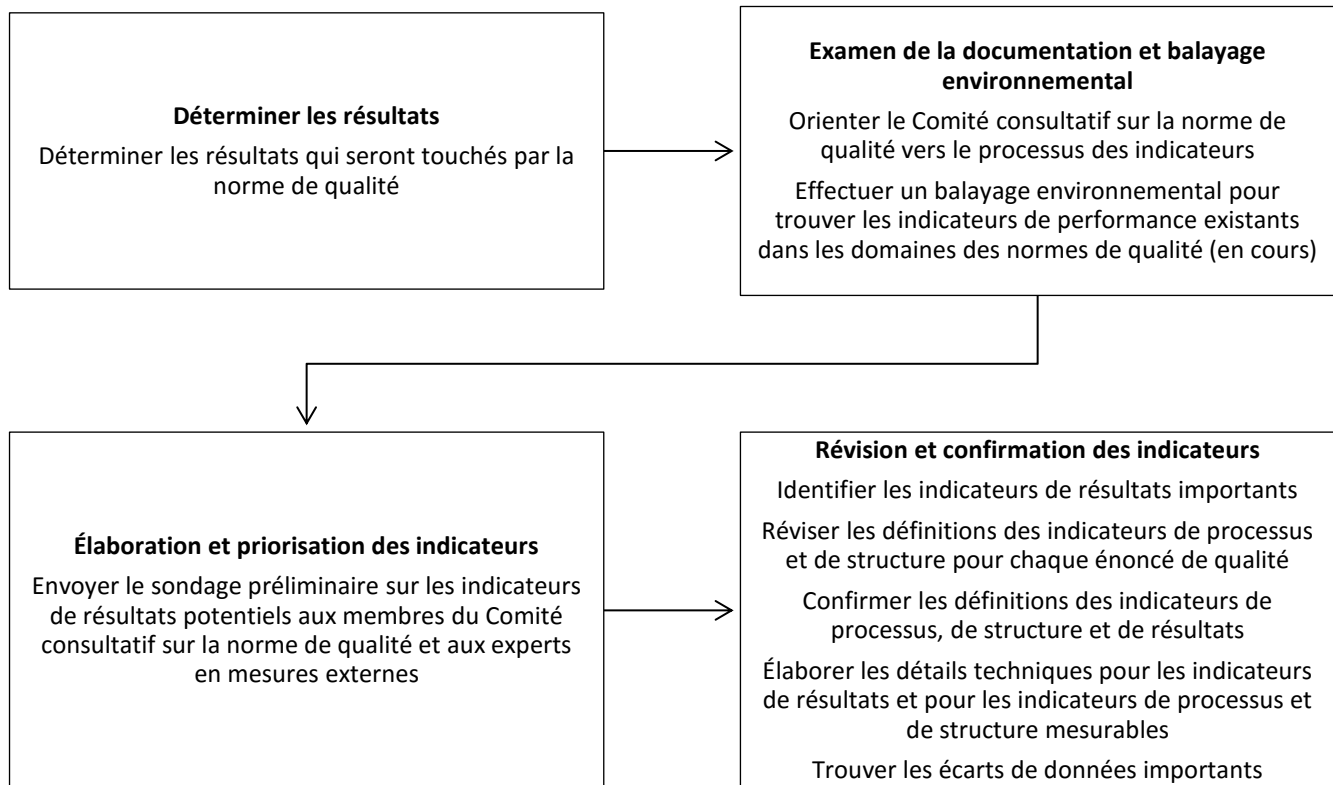 Déterminer les résultats
Déterminer les résultats qui seront touchés par la
norme de qualité
Examen de la documentation et balayage
environnemental
Orienter le Comité consultatif sur la norme de
qualité vers le processus des indicateurs
Effectuer un balayage environnemental pour
trouver les indicateurs de performance existants
dans les domaines des normes de qualité (en cours)
Élaboration et priorisation des indicateurs
Envoyer le sondage préliminaire sur les indicateurs
de résultats potentiels aux membres du Comité
consultatif sur la norme de qualité et aux experts
en mesures externes
Révision et confirmation des indicateurs
Identifier les indicateurs de résultats importants
Réviser les définitions des indicateurs de processus
et de structure pour chaque énoncé de qualité
Confirmer les définitions des indicateurs de
processus, de structure et de résultats
Élaborer les détails techniques pour les indicateurs
de résultats et pour les indicateurs de processus et
de structure mesurables
Trouver les écarts de données importants